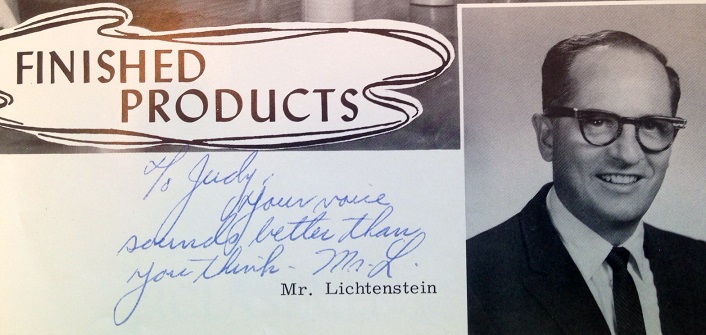 FINISHED
PRODUCTS
To Judy,
Your voice
sounds better than
you think - Mr. L.
Mr. Lichtenstein